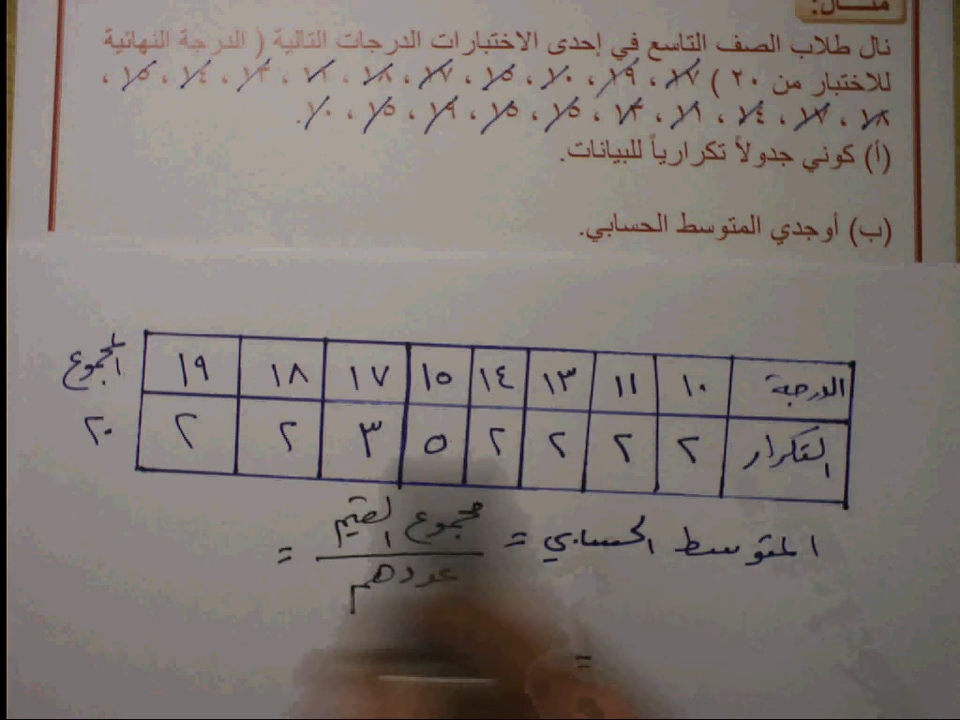 مثــــال:
نال طلاب الصف التاسع في إحدى الاختبارات الدرجات التالية ( الدرجة النهائية
للاختبار من ٢٠ ) ١٧ ، ١٩ ، ١٠ ، ١٥ ، ١٧ ، ١٨ ، ١١ ، ١٣ ، ١٤ ، ١٥ ،
١٨ ، ١٧ ، ١٤ ، ١١ ، ١٣ ، ١٥ ، ١٥ ، ١٩ ، ١٥ ، ١٠ .
(أ) كوني جدولاً تكرارياً للبيانات.
(ب) أوجدي المتوسط الحسابي.
الدرجة ١٠ ١١ ١٣ ١٤ ١٥ ١٧ ١٨ ١٩ المجموع
التكرار ٢ ٢ ٢ ٢ ٥ ٣ ٢ ٢ ٢٠
المتوسط الحسابي = مجموع القيم =
عددهم
=